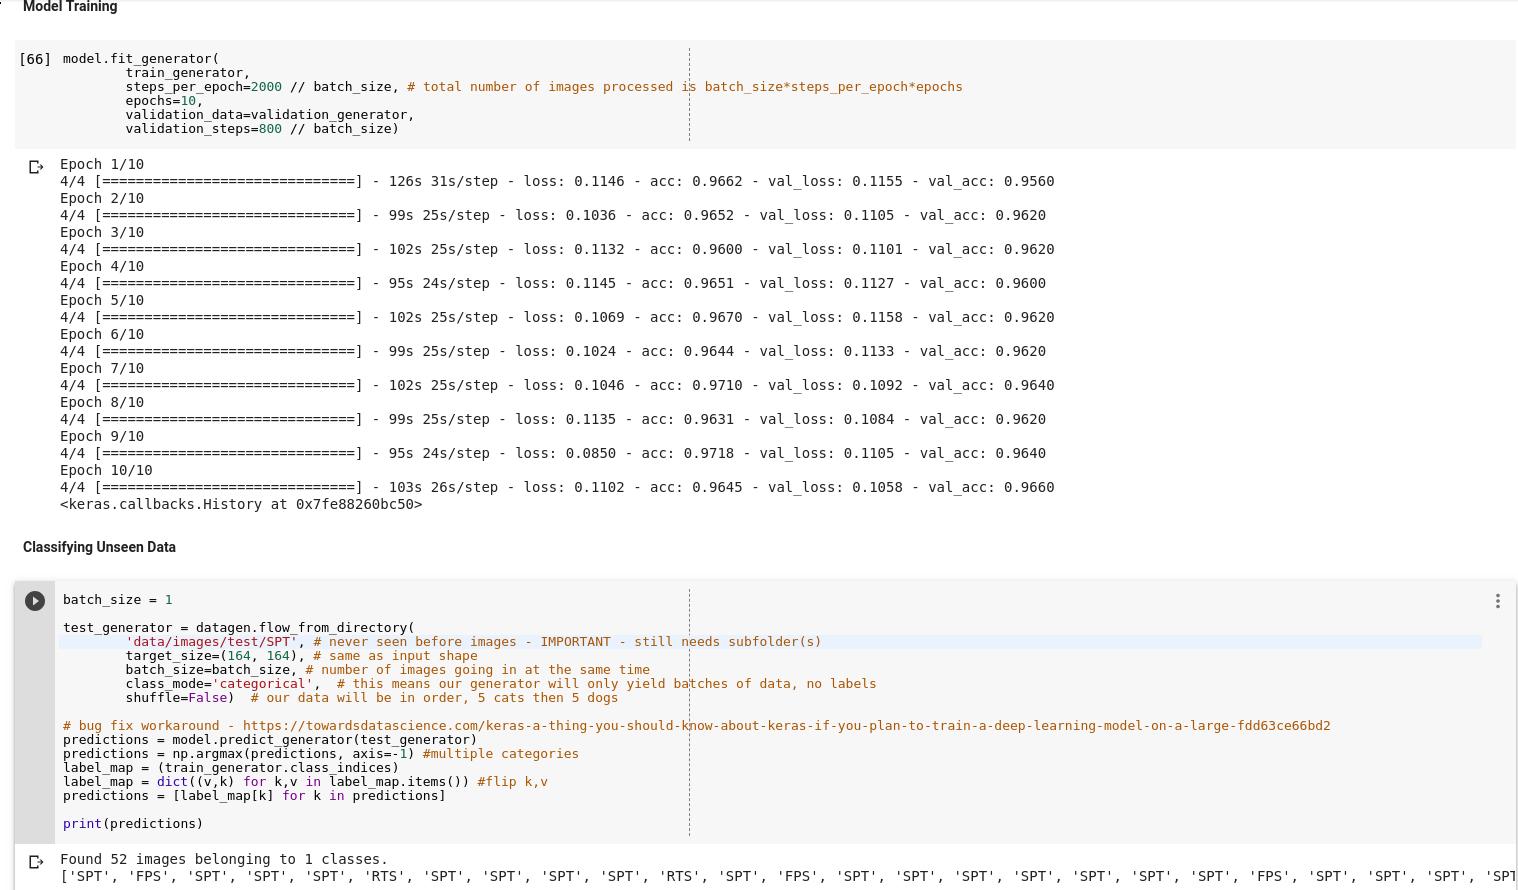 Model Training
[66] model.fit_generator(
train_generator,
steps_per_epoch=2000 // batch_size, # total number of images processed is batch_size*steps_per_epoch*epochs
epochs=10,
validation_data=validation_generator,
validation_steps=800 // batch_size)
Epoch 1/10
4/4 [==============================] - 126s 31s/step - loss: 0.1146 - acc: 0.9662 - val_loss: 0.1155 - val_acc: 0.9560
Epoch 2/10
4/4 [==============================] - 99s 25s/step - loss: 0.1036 - acc: 0.9652 - val_loss: 0.1105 - val_acc: 0.9620
Epoch 3/10
4/4 [==============================] - 102s 25s/step - loss: 0.1132 - acc: 0.9600 - val_loss: 0.1101 - val_acc: 0.9620
Epoch 4/10
4/4 [==============================] - 95s 24s/step - loss: 0.1145 - acc: 0.9651 - val_loss: 0.1127 - val_acc: 0.9600
Epoch 5/10
4/4 [==============================] - 102s 25s/step - loss: 0.1069 - acc: 0.9670 - val_loss: 0.1158 - val_acc: 0.9620
Epoch 6/10
4/4 [==============================] - 99s 25s/step - loss: 0.1024 - acc: 0.9644 - val_loss: 0.1133 - val_acc: 0.9620
Epoch 7/10
4/4 [==============================] - 102s 25s/step - loss: 0.1046 - acc: 0.9710 - val_loss: 0.1092 - val_acc: 0.9640
Epoch 8/10
4/4 [==============================] - 99s 25s/step - loss: 0.1135 - acc: 0.9631 - val_loss: 0.1084 - val_acc: 0.9620
Epoch 9/10
4/4 [==============================] - 95s 24s/step - loss: 0.0850 - acc: 0.9718 - val_loss: 0.1105 - val_acc: 0.9640
Epoch 10/10
4/4 [==============================] - 103s 26s/step - loss: 0.1102 - acc: 0.9645 - val_loss: 0.1058 - val_acc: 0.9660
<keras.callbacks.History at 0x7fe88260bc50>
Classifying Unseen Data
batch_size = 1
test_generator = datagen.flow_from_directory(
'data/images/test/SPT', # never seen before images - IMPORTANT - still needs subfolder(s)
target_size=(164, 164), # same as input shape
batch_size=batch_size, # number of images going in at the same time
class_mode='categorical',  # this means our generator will only yield batches of data, no labels
shuffle=False)  # our data will be in order, 5 cats then 5 dogs
# bug fix workaround - https://towardsdatascience.com/keras-a-thing-you-should-know-about-keras-if-you-plan-to-train-a-deep-learning-model-on-a-large-fdd63ce66bd2
predictions = model.predict_generator(test_generator)
predictions = np.argmax(predictions, axis=-1) #multiple categories
label_map = (train_generator.class_indices)
label_map = dict((v,k) for k,v in label_map.items()) #flip k,v
predictions = [label_map[k] for k in predictions]
print(predictions)
Found 52 images belonging to 1 classes.
['SPT', 'FPS', 'SPT', 'SPT', 'SPT', 'RTS', 'SPT', 'SPT', 'SPT', 'SPT', 'RTS', 'SPT', 'FPS', 'SPT', 'SPT', 'SPT', 'SPT', 'SPT', 'SPT', 'SPT', 'FPS', 'SPT', 'SPT', 'SPT', 'SPT